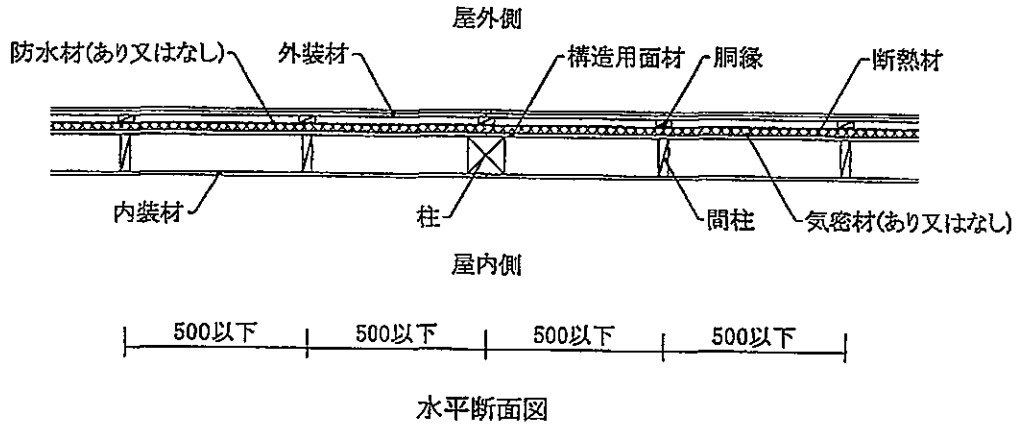 屋外側
防水材(あり又はなし)
外装材
構造用面材
胴縁
断熱材
内装材
柱
間柱
気密材(あり又はなし)
屋内側
500以下
500以下
500以下
500以下
水平断面図